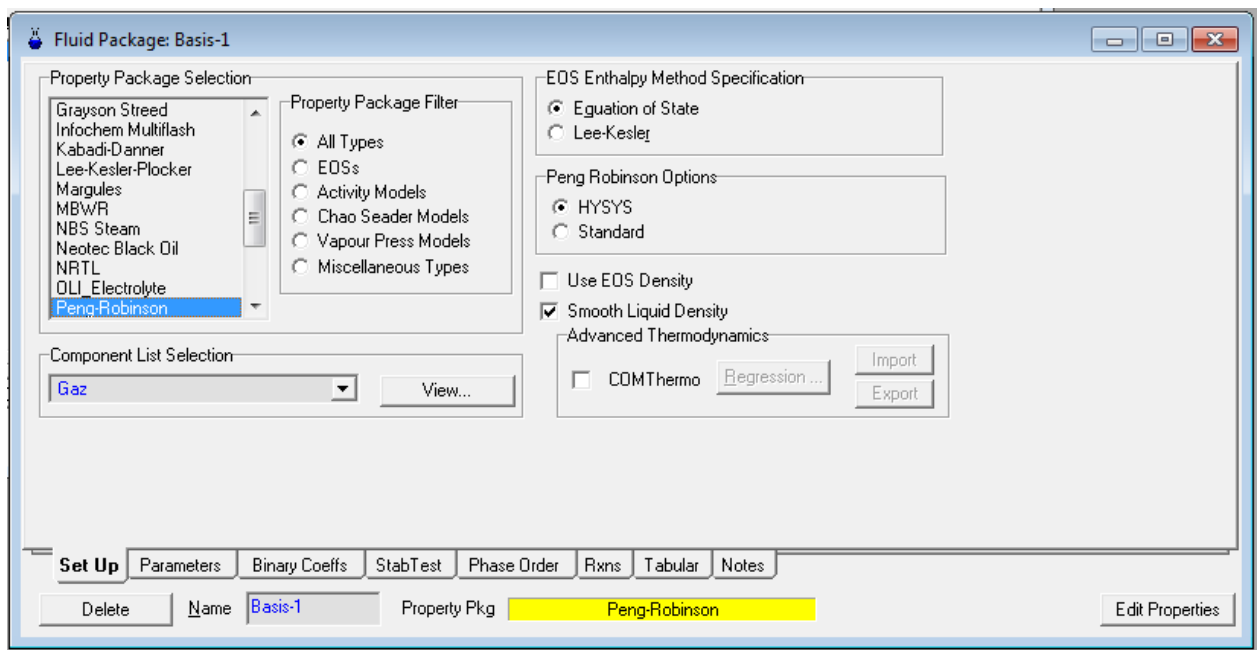 Fluid Package: Basis-1
Property Package Selection
Grayson Streed
Infochem Multiflash
Kabadi-Danner
Lee-Kesler-Plocker
Margules
MBWR
NBS Steam
Neotec Black Oil
NRTL
OLI_Electrolyte
Peng-Robinson
Property Package Filter
All Types
EOSs
Activity Models
Chao Seader Models
Vapour Press Models
Miscellaneous Types
Component List Selection
Gaz
View...
EOS Enthalpy Method Specification
Equation of State
Lee-Kesler
Peng Robinson Options
HYSYS
Standard
Use EOS Density
Smooth Liquid Density
Advanced Thermodynamics
COMThermo
Regression ...
Import
Export
Set Up Parameters Binary Coeffs StabTest Phase Order Rxns Tabular Notes
Delete Name Basis-1 Property Pkg Peng-Robinson Edit Properties